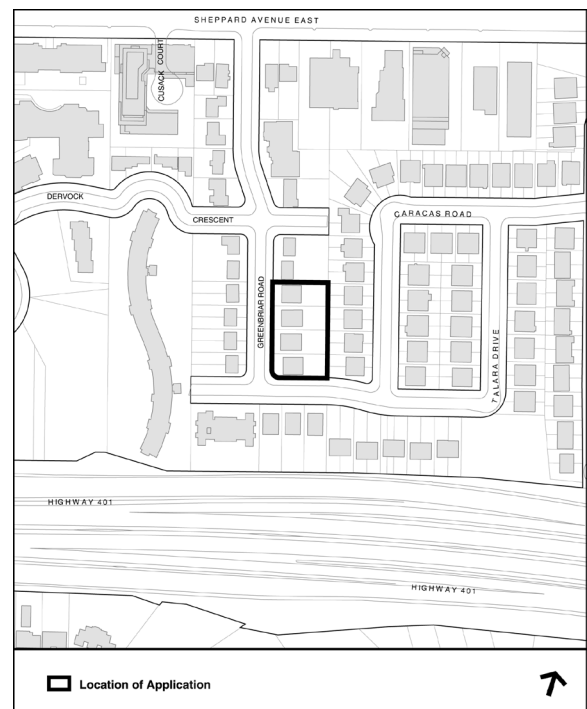 SHEPPARD AVENUE EAST
CUSACK COURT
DERVOCK
CRESCENT
CARACAS ROAD
GREENBRIAR ROAD
TALARA DRIVE
HIGHWAY 401
HIGHWAY 401
Location of Application